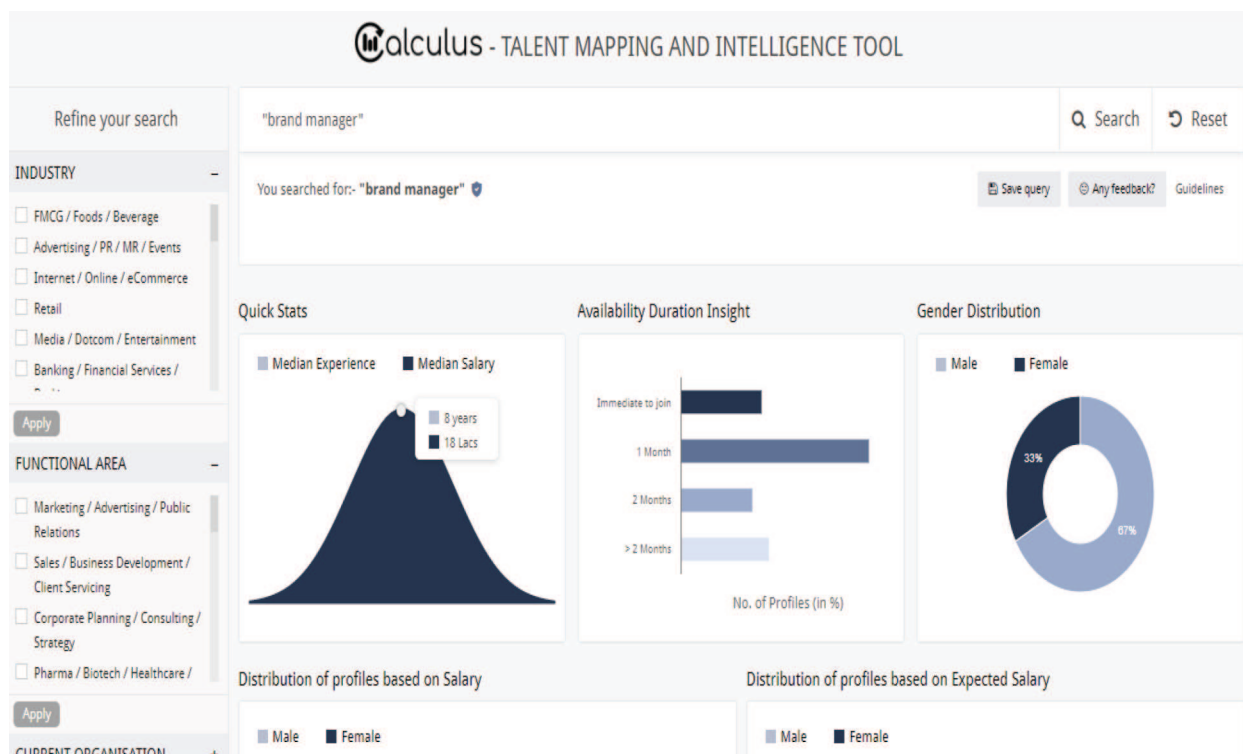 Calculus - TALENT MAPPING AND INTELLIGENCE TOOL
Refine your search
"brand manager"
Search
Reset
INDUSTRY
–
FMCG / Foods / Beverage
Advertising / PR / MR / Events
Internet / Online / eCommerce
Retail
Media / Dotcom / Entertainment
Banking / Financial Services /
Apply
FUNCTIONAL AREA
–
Marketing / Advertising / Public
Relations
Sales / Business Development /
Client Servicing
Corporate Planning / Consulting /
Strategy
Pharma / Biotech / Healthcare /
Apply
CURRENT ORGANISATION
+
You searched for:- "brand manager"
Save query
Any feedback?
Guidelines
Quick Stats
Median Experience
Median Salary
8 years
18 Lacs
Availability Duration Insight
Immediate to join
1 Month
2 Months
> 2 Months
No. of Profiles (in %)
Gender Distribution
Male
Female
33%
67%
Distribution of profiles based on Salary
Male
Female
Distribution of profiles based on Expected Salary
Male
Female